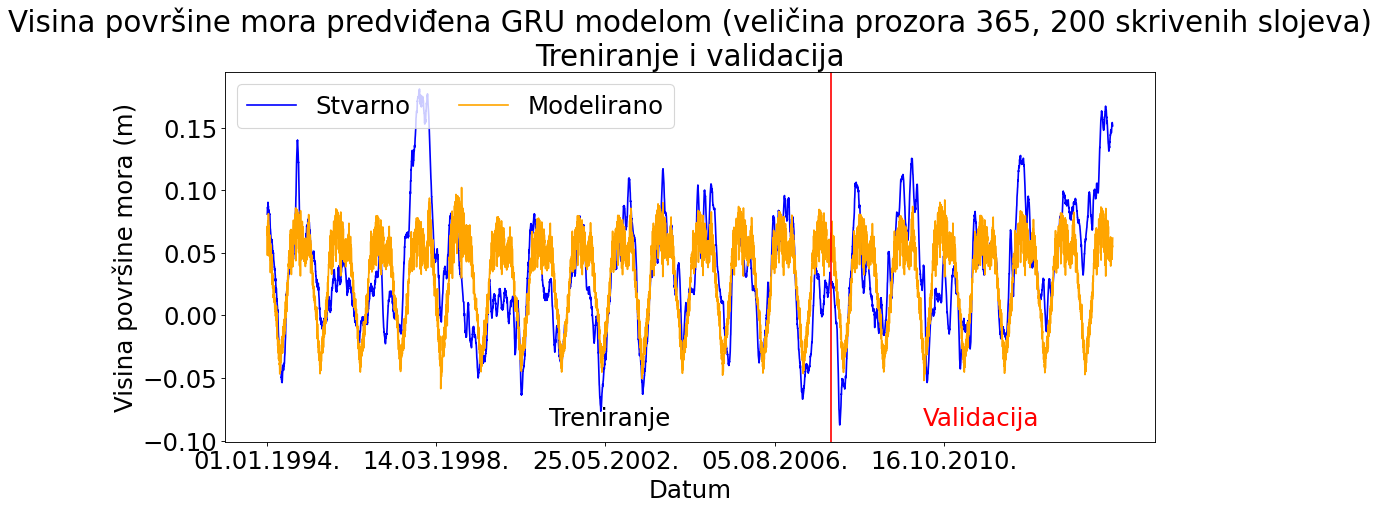 Visina površine mora predviđena GRU modelom (veličina prozora 365, 200 skrivenih slojeva)
Treniranje i validacija
Stvarno
Modelirano
Visina površine mora (m)
0.15
0.10
0.05
0.00
−0.05
−0.10
Treniranje
Validacija
01.01.1994.
14.03.1998.
25.05.2002.
05.08.2006.
16.10.2010.
Datum